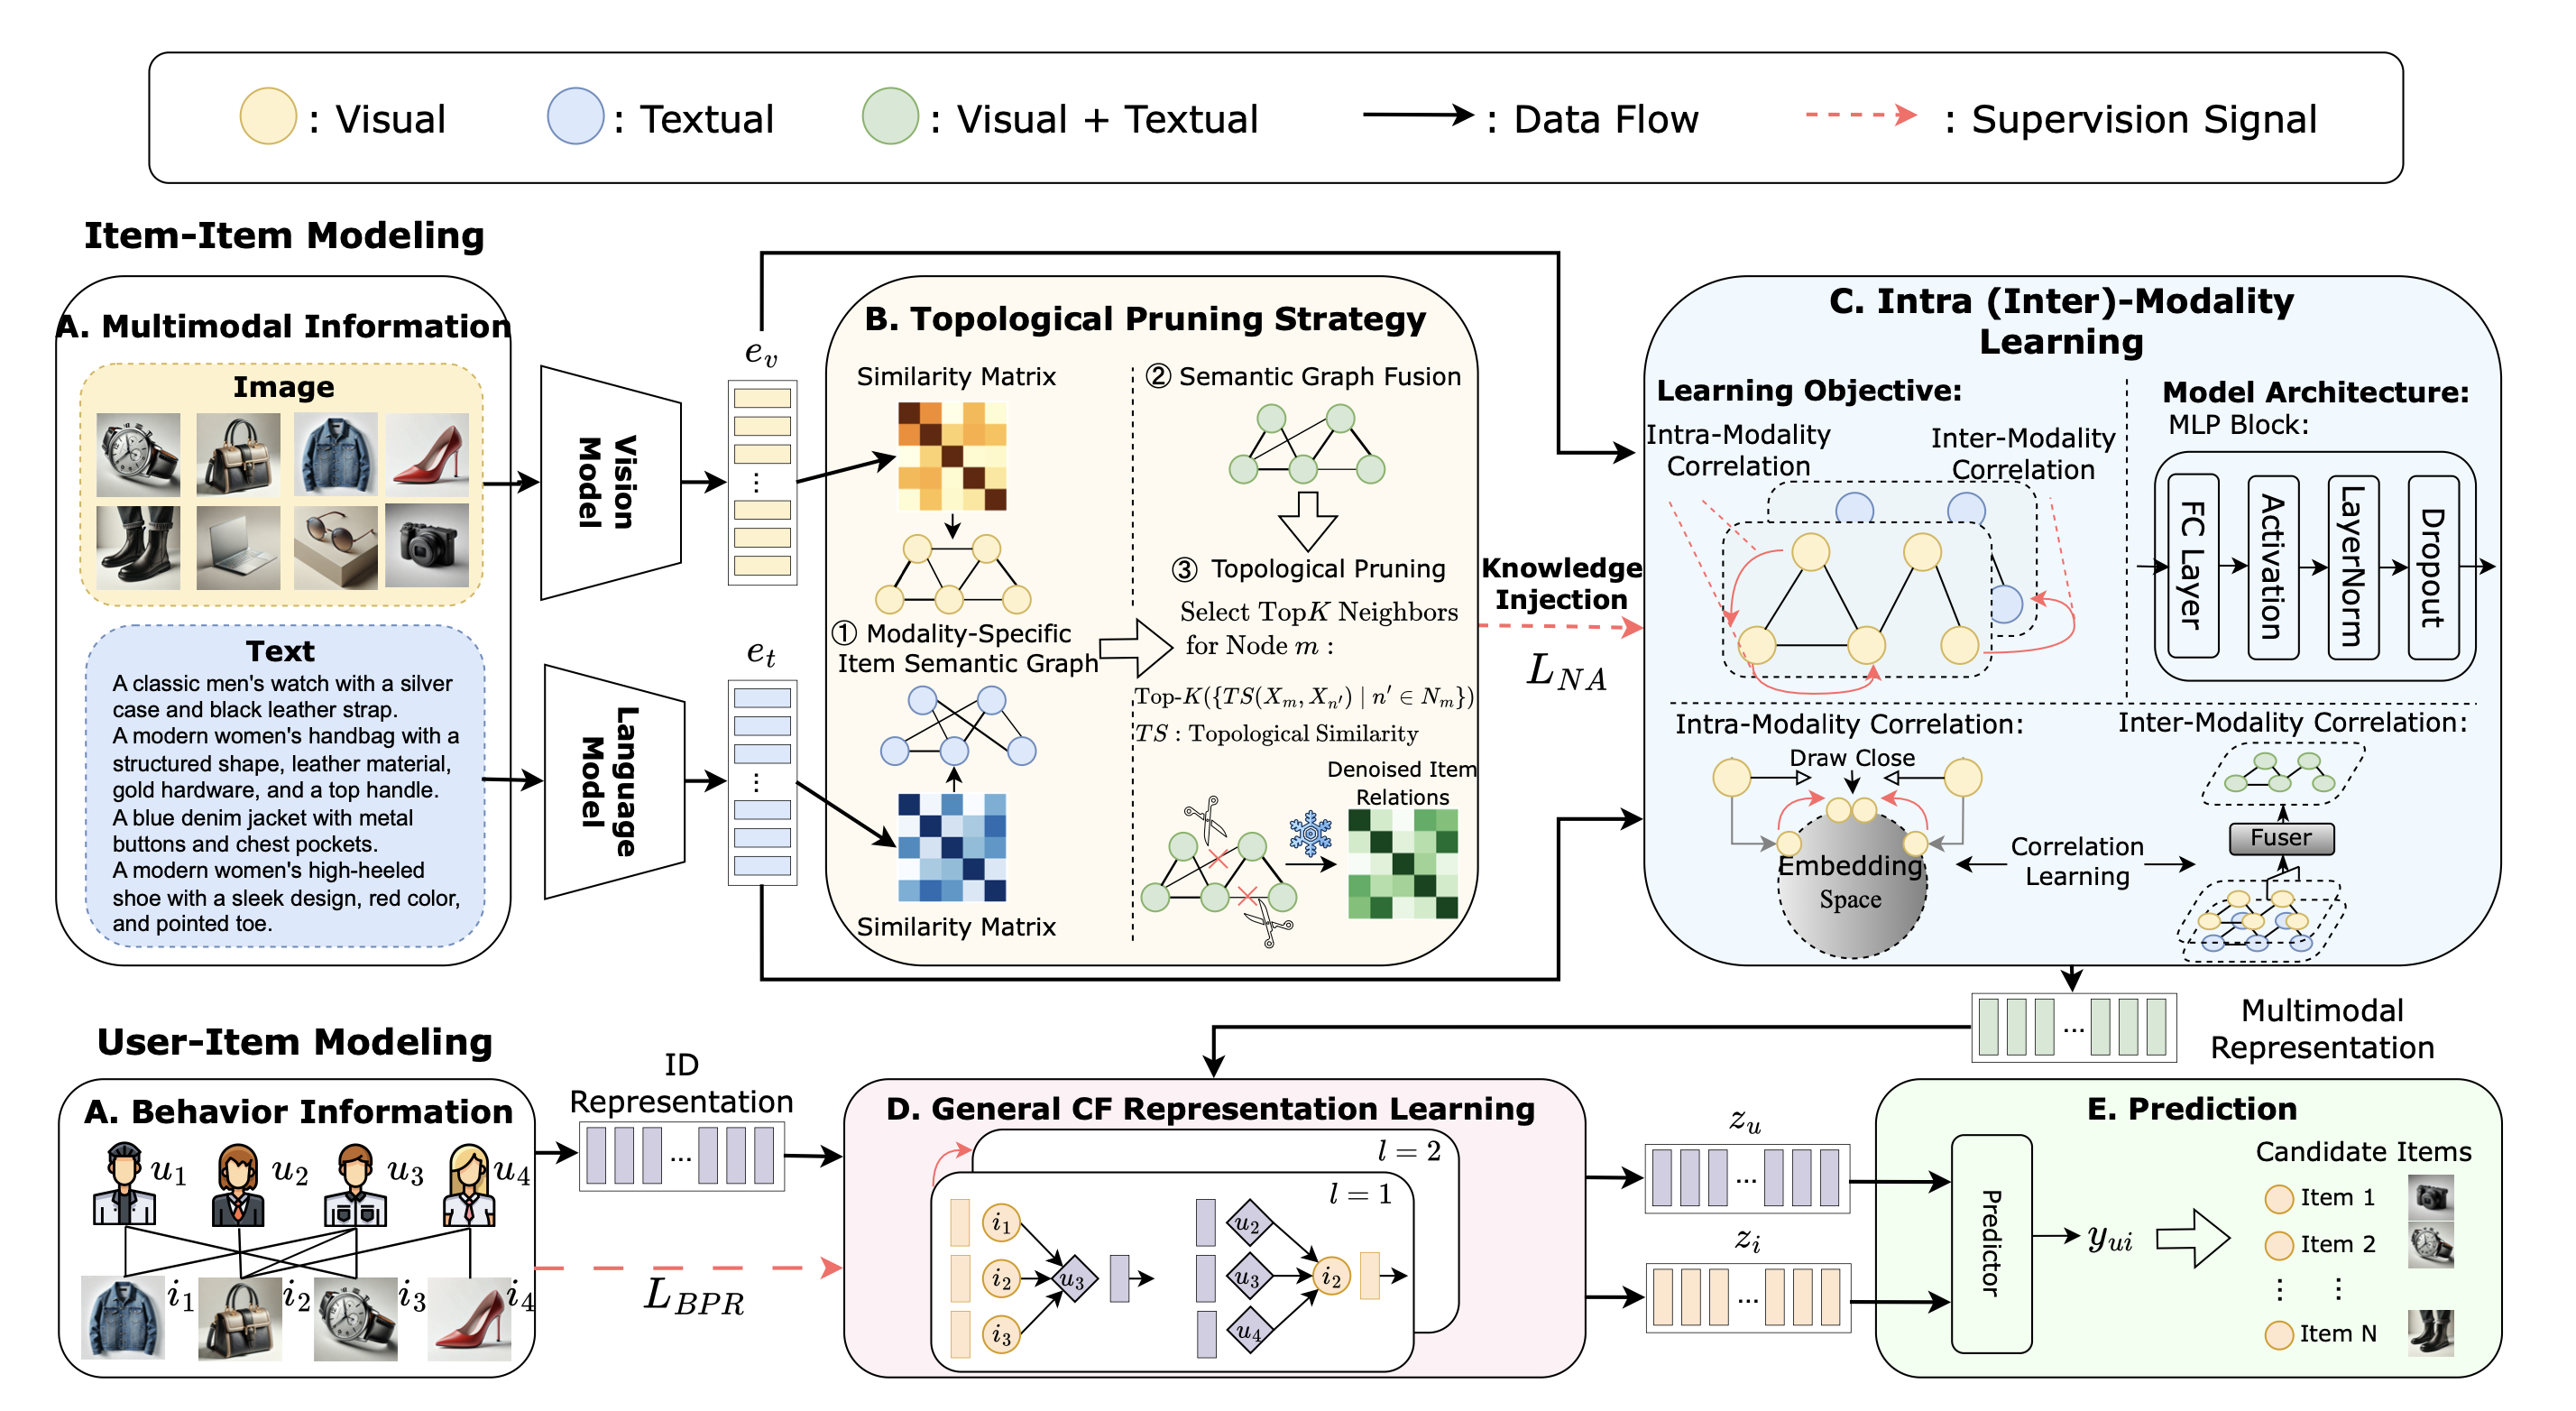 : Visual
: Textual
: Visual + Textual
: Data Flow
: Supervision Signal
Item-Item Modeling
A. Multimodal Information
Image
Text
A classic men's watch with a silver
case and black leather strap.
A modern women's handbag with a
structured shape, leather material,
gold hardware, and a top handle.
A blue denim jacket with metal
buttons and chest pockets.
A modern women's high-heeled
shoe with a sleek design, red color,
and pointed toe.
Vision
Model
Language
Model
e_v
⋮
e_t
⋮
B. Topological Pruning Strategy
Similarity Matrix
① Modality-Specific
Item Semantic Graph
Similarity Matrix
② Semantic Graph Fusion
③ Topological Pruning
Select TopK Neighbors
for Node m :
Top-K({TS(X_m, X_{n'}) | n' ∈ N_m})
TS : Topological Similarity
Denoised Item
Relations
Knowledge
Injection
L_{NA}
C. Intra (Inter)-Modality
Learning
Learning Objective:
Intra-Modality
Correlation
Inter-Modality
Correlation
Model Architecture:
MLP Block:
FC Layer
Activation
LayerNorm
Dropout
Intra-Modality Correlation:
Draw Close
Embedding
Space
Correlation
Learning
Inter-Modality Correlation:
Fuser
...
Multimodal
Representation
User-Item Modeling
A. Behavior Information
u_1
u_2
u_3
u_4
i_1
i_2
i_3
i_4
ID
Representation
...
L_{BPR}
D. General CF Representation Learning
l = 2
l = 1
i_1
i_2
i_3
u_3
u_2
u_3
u_4
i_2
z_u
...
z_i
...
E. Prediction
Predictor
y_{ui}
Candidate Items
Item 1
Item 2
⋮ ⋮
Item N